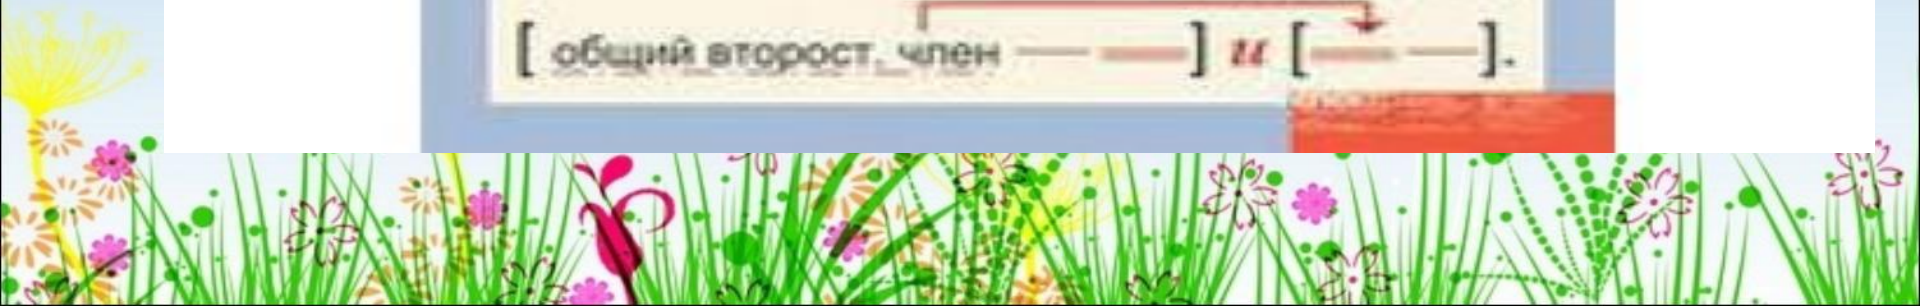 [ общий второст. член — — ] и [ — — ].